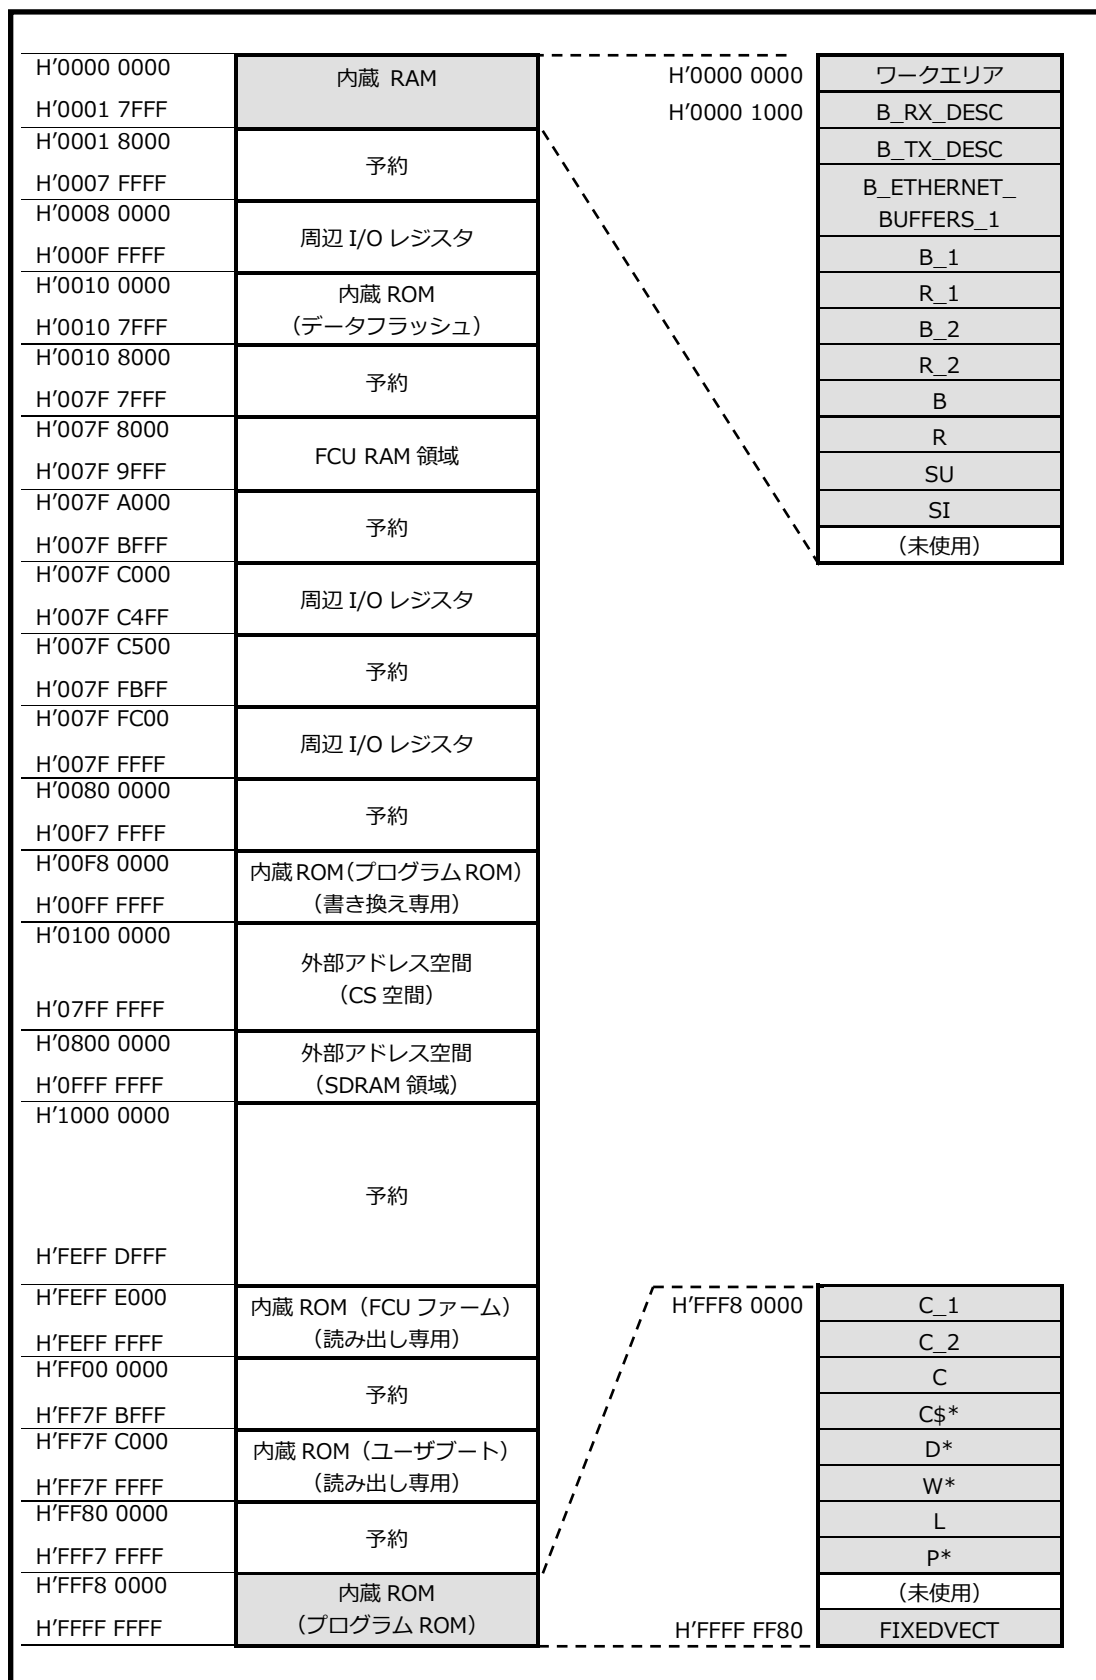 H’0000 0000
内蔵 RAM
H’0001 7FFF
H’0001 8000
予約
H’0007 FFFF
H’0008 0000
周辺 I/O レジスタ
H’000F FFFF
H’0010 0000
内蔵 ROM
（データフラッシュ）
H’0010 7FFF
H’0010 8000
予約
H’007F 7FFF
H’007F 8000
FCU RAM 領域
H’007F 9FFF
H’007F A000
予約
H’007F BFFF
H’007F C000
周辺 I/O レジスタ
H’007F C4FF
H’007F C500
予約
H’007F FBFF
H’007F FC00
周辺 I/O レジスタ
H’007F FFFF
H’0080 0000
予約
H’00F7 FFFF
H’00F8 0000
内蔵 ROM（プログラム ROM）
（書き換え専用）
H’00FF FFFF
H’0100 0000
外部アドレス空間
（CS 空間）
H’07FF FFFF
H’0800 0000
外部アドレス空間
（SDRAM 領域）
H’0FFF FFFF
H’1000 0000
予約
H’FEFF DFFF
H’FEFF E000
内蔵 ROM（FCU ファーム）
（読み出し専用）
H’FEFF FFFF
H’FF00 0000
予約
H’FF7F BFFF
H’FF7F C000
内蔵 ROM（ユーザブート）
（読み出し専用）
H’FF7F FFFF
H’FF80 0000
予約
H’FFF7 FFFF
H’FFF8 0000
内蔵 ROM
（プログラム ROM）
H’FFFF FFFF
H’0000 0000
ワークエリア
H’0000 1000
B_RX_DESC
B_TX_DESC
B_ETHERNET_
BUFFERS_1
B_1
R_1
B_2
R_2
B
R
SU
SI
（未使用）
H’FFF8 0000
C_1
C_2
C
C$*
D*
W*
L
P*
（未使用）
H’FFFF FF80
FIXEDVECT